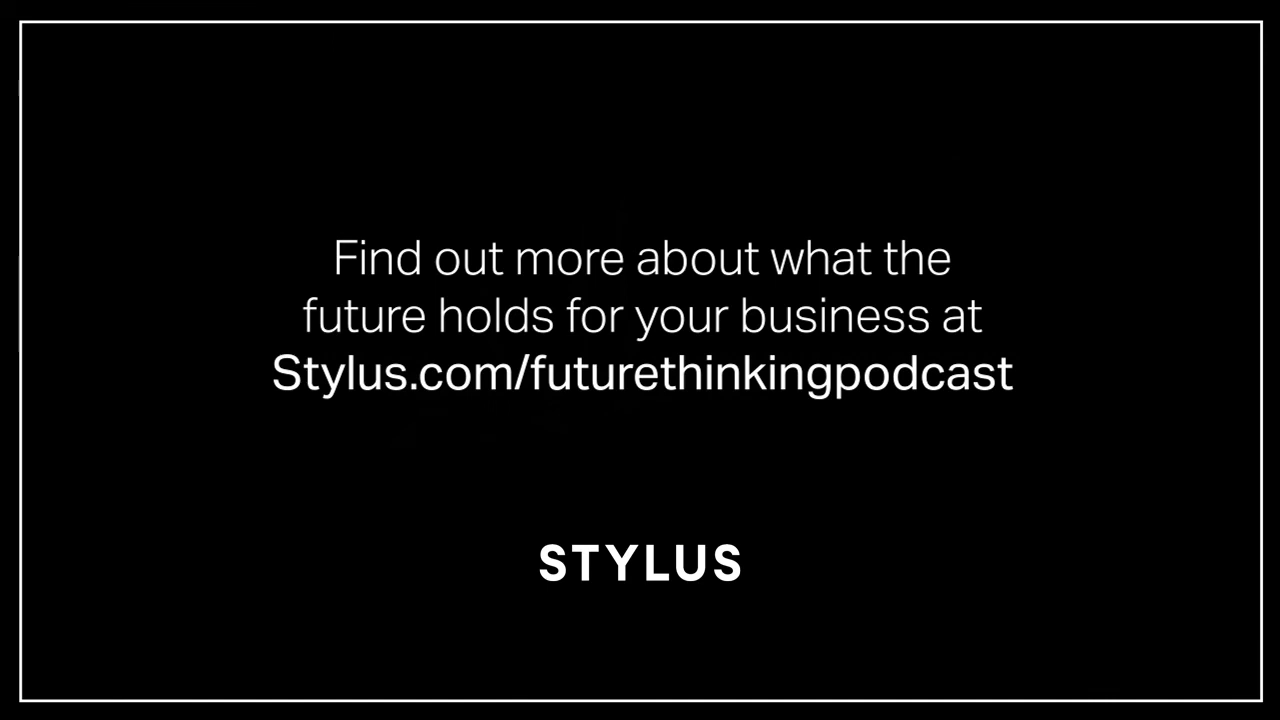 Find out more about what the
future holds for your business at
Stylus.com/futurethinkingpodcast
STYLUS